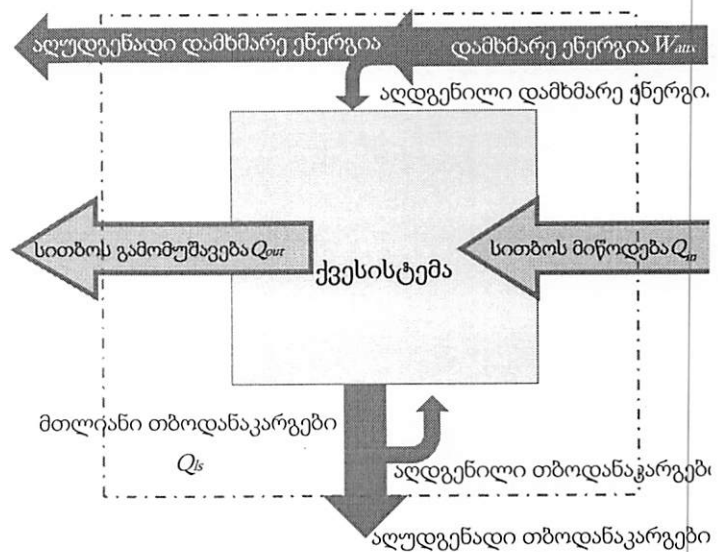 აღუდგენადი დამხმარე ენერგია დამხმარე ენერგია Waux
აღდგენილი დამხმარე ენერგია
სითბოს გამომუშავება Qout
ქვესისტემა
სითბოს მიწოდება Qin
მთლიანი თბოდანაკარგები
Qls
აღდგენილი თბოდანაკარგები
აღუდგენადი თბოდანაკარგები